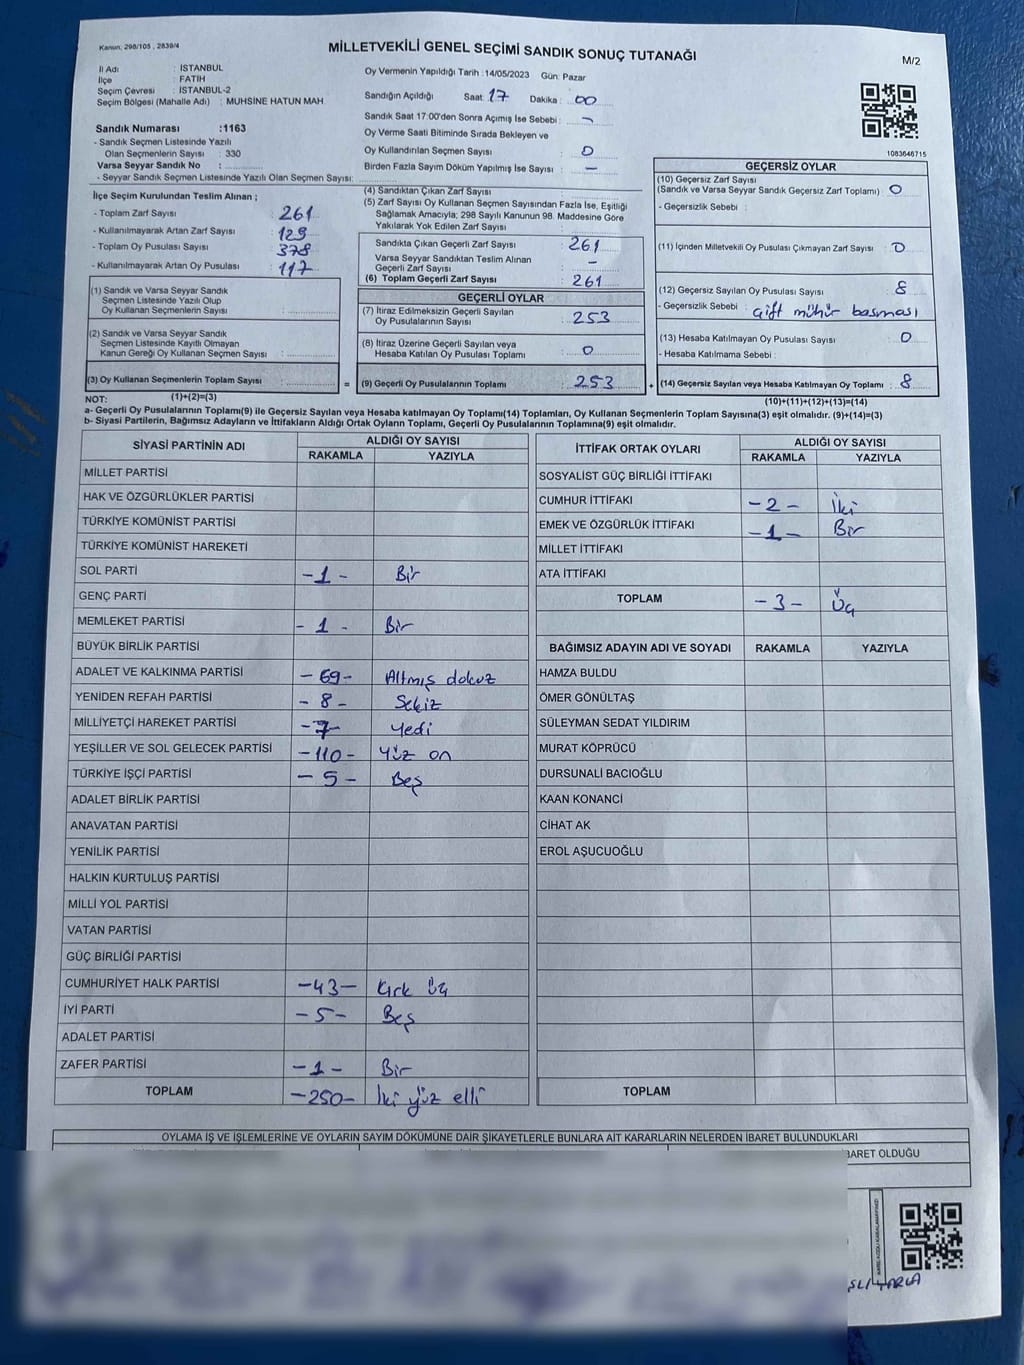 Kanun, 298/105 , 2839/4
MİLLETVEKİLİ GENEL SEÇİMİ SANDIK SONUÇ TUTANAĞI
M/2
İl Adı : İSTANBUL
İlçe : FATİH
Seçim Çevresi : İSTANBUL-2
Seçim Bölgesi (Mahalle Adı) : MUHSİNE HATUN MAH.
Sandık Numarası :1163
- Sandık Seçmen Listesinde Yazılı
Olan Seçmenlerin Sayısı : 330
Varsa Seyyar Sandık No :
- Seyyar Sandık Seçmen Listesinde Yazılı Olan Seçmen Sayısı:
Oy Vermenin Yapıldığı Tarih :14/05/2023 Gün: Pazar
Sandığın Açıldığı Saat: 17 Dakika : 00
Sandık Saat 17:00'den Sonra Açımış İse Sebebi : -
Oy Verme Saati Bitiminde Sırada Bekleyen ve
Oy Kullandırılan Seçmen Sayısı : 0
Birden Fazla Sayım Döküm Yapılmış İse Sayısı : -
1083646715
İlçe Seçim Kurulundan Teslim Alınan ;
- Toplam Zarf Sayısı : 261
- Kullanılmayarak Artan Zarf Sayısı : 129
- Toplam Oy Pusulası Sayısı : 378
- Kullanılmayarak Artan Oy Pusulası : 117
(1) Sandık ve Varsa Seyyar Sandık
Seçmen Listesinde Yazılı Olup
Oy Kullanan Seçmenlerin Sayısı :
(2) Sandık ve Varsa Seyyar Sandık
Seçmen Listesinde Kayıtlı Olmayan
Kanun Gereği Oy Kullanan Seçmen Sayısı :
(3) Oy Kullanan Seçmenlerin Toplam Sayısı :
(4) Sandıktan Çıkan Zarf Sayısı :
(5) Zarf Sayısı Oy Kullanan Seçmen Sayısından Fazla İse, Eşitliği
Sağlamak Amacıyla; 298 Sayılı Kanunun 98. Maddesine Göre
Yakılarak Yok Edilen Zarf Sayısı :
Sandıkta Çıkan Geçerli Zarf Sayısı : 261
Varsa Seyyar Sandıktan Teslim Alınan
Geçerli Zarf Sayısı : -
(6) Toplam Geçerli Zarf Sayısı : 261
GEÇERLİ OYLAR
(7) İtiraz Edilmeksizin Geçerli Sayılan
Oy Pusulalarının Sayısı : 253
(8) İtiraz Üzerine Geçerli Sayılan veya
Hesaba Katılan Oy Pusulası Toplamı : 0
= (9) Geçerli Oy Pusulalarının Toplamı : 253
GEÇERSİZ OYLAR
(10) Geçersiz Zarf Sayısı
(Sandık ve Varsa Seyyar Sandık Geçersiz Zarf Toplamı) : 0
- Geçersizlik Sebebi :
(11) İçinden Milletvekili Oy Pusulası Çıkmayan Zarf Sayısı : 0
(12) Geçersiz Sayılan Oy Pusulası Sayısı : 8
- Geçersizlik Sebebi : Çift mühür basması
(13) Hesaba Katılmayan Oy Pusulası Sayısı : 0
- Hesaba Katılmama Sebebi :
+ (14) Geçersiz Sayılan veya Hesaba Katılmayan Oy Toplamı : 8
NOT: (1)+(2)=(3)
(10)+(11)+(12)+(13)=(14)
a- Geçerli Oy Pusulalarının Toplamı(9) ile Geçersiz Sayılan veya Hesaba katılmayan Oy Toplamı(14) Toplamları, Oy Kullanan Seçmenlerin Toplam Sayısına(3) eşit olmalıdır. (9)+(14)=(3)
b- Siyasi Partilerin, Bağımsız Adayların ve İttifakların Aldığı Ortak Oyların Toplamı, Geçerli Oy Pusulalarının Toplamına(9) eşit olmalıdır.
SİYASİ PARTİNİN ADI ALDIĞI OY SAYISI
RAKAMLA YAZIYLA
MİLLET PARTİSİ
HAK VE ÖZGÜRLÜKLER PARTİSİ
TÜRKİYE KOMÜNİST PARTİSİ
TÜRKİYE KOMÜNİST HAREKETİ
SOL PARTİ -1- Bir
GENÇ PARTİ
MEMLEKET PARTİSİ -1- Bir
BÜYÜK BİRLİK PARTİSİ
ADALET VE KALKINMA PARTİSİ -69- Altmış dokuz
YENİDEN REFAH PARTİSİ -8- Sekiz
MİLLİYETÇİ HAREKET PARTİSİ -7- Yedi
YEŞİLLER VE SOL GELECEK PARTİSİ -110- Yüz on
TÜRKİYE İŞÇİ PARTİSİ -5- Beş
ADALET BİRLİK PARTİSİ
ANAVATAN PARTİSİ
YENİLİK PARTİSİ
HALKIN KURTULUŞ PARTİSİ
MİLLİ YOL PARTİSİ
VATAN PARTİSİ
GÜÇ BİRLİĞİ PARTİSİ
CUMHURİYET HALK PARTİSİ -43- Kırk üç
İYİ PARTİ -5- Beş
ADALET PARTİSİ
ZAFER PARTİSİ -1- Bir
TOPLAM -250- İki yüz elli
İTTİFAK ORTAK OYLARI ALDIĞI OY SAYISI
RAKAMLA YAZIYLA
SOSYALİST GÜÇ BİRLİĞİ İTTİFAKI
CUMHUR İTTİFAKI -2- İki
EMEK VE ÖZGÜRLÜK İTTİFAKI -1- Bir
MİLLET İTTİFAKI
ATA İTTİFAKI
TOPLAM -3- Üç
BAĞIMSIZ ADAYIN ADI VE SOYADI RAKAMLA YAZIYLA
HAMZA BULDU
ÖMER GÖNÜLTAŞ
SÜLEYMAN SEDAT YILDIRIM
MURAT KÖPRÜCÜ
DURSUNALİ BACIOĞLU
KAAN KONANCİ
CİHAT AK
EROL AŞUCUOĞLU
TOPLAM
OYLAMA İŞ VE İŞLEMLERİNE VE OYLARIN SAYIM DÖKÜMÜNE DAİR ŞİKAYETLERLE BUNLARA AİT KARARLARIN NELERDEN İBARET BULUNDUKLARI
BARET OLDUĞU